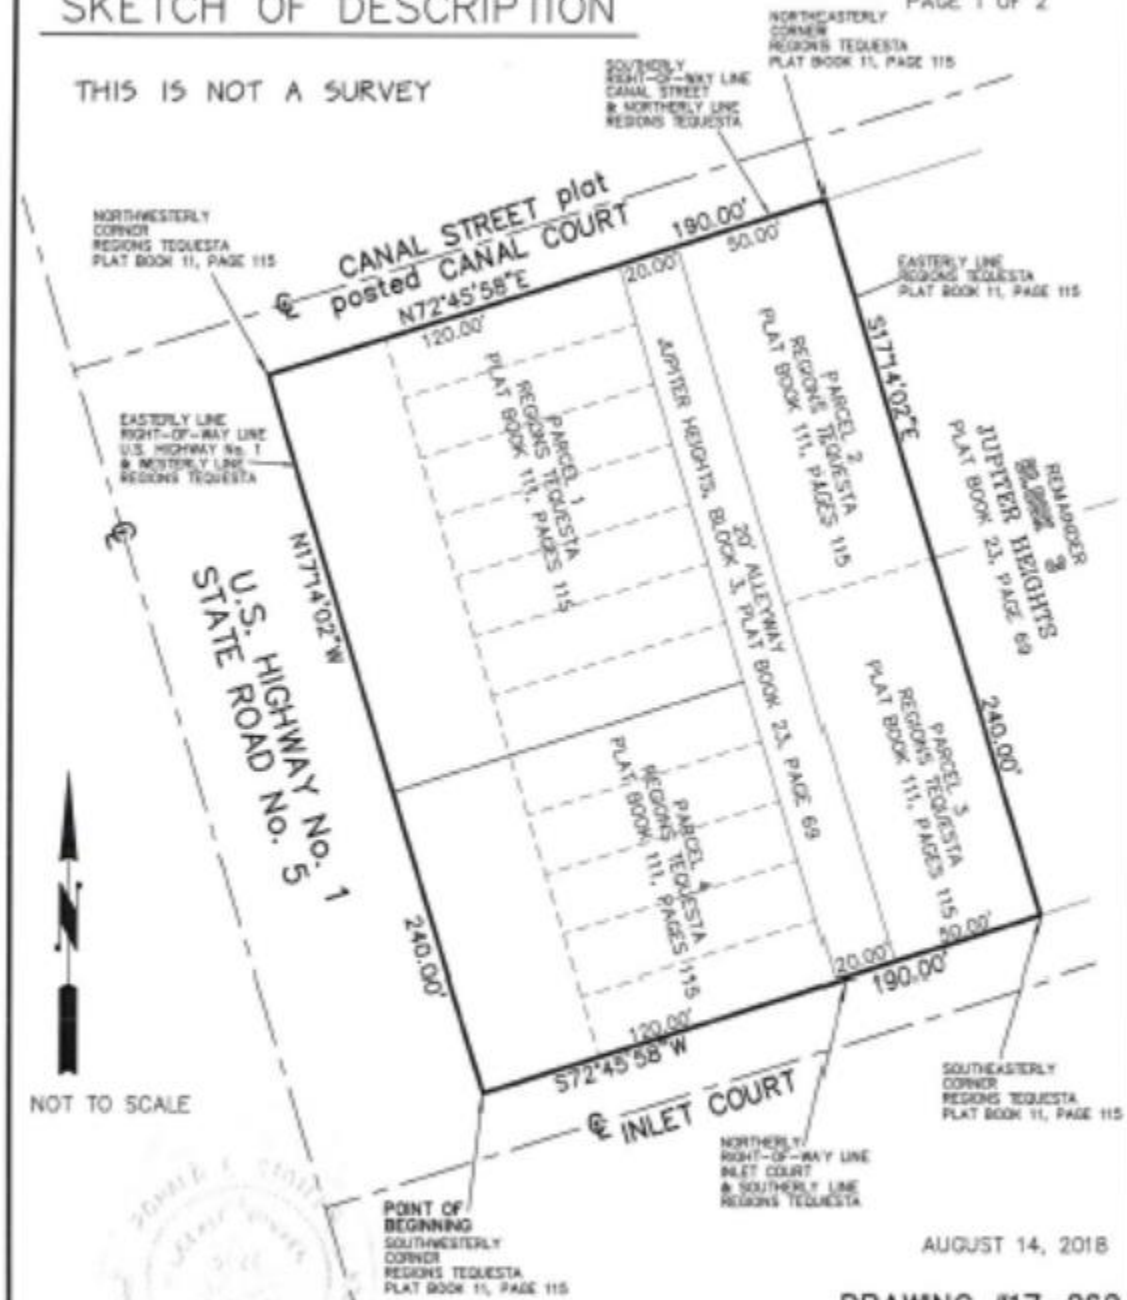 SKETCH OF DESCRIPTION
PAGE 1 OF 2
THIS IS NOT A SURVEY
NORTHEASTERLY
CORNER
REGIONS TEQUESTA
PLAT BOOK 11, PAGE 115
SOUTHERLY
RIGHT-OF-WAY LINE
CANAL STREET
& NORTHERLY LINE
REGIONS TEQUESTA
NORTHWESTERLY
CORNER
REGIONS TEQUESTA
PLAT BOOK 11, PAGE 115
CANAL STREET plat
posted CANAL COURT
N72°45'58"E
190.00'
120.00'
20.00'
50.00'
EASTERLY LINE
REGIONS TEQUESTA
PLAT BOOK 11, PAGE 115
S17°14'02"E
EASTERLY LINE
RIGHT-OF-WAY LINE
U.S. HIGHWAY No. 1
& WESTERLY LINE
REGIONS TEQUESTA
PARCEL 1
REGIONS TEQUESTA
PLAT BOOK 111, PAGES 115
PARCEL 2
REGIONS TEQUESTA
PLAT BOOK 111, PAGES 115
20' ALLEYWAY
JUPITER HEIGHTS, BLOCK 3, PLAT BOOK 23, PAGE 69
REMAINDER
3
JUPITER HEIGHTS
PLAT BOOK 23, PAGE 69
N17°14'02"W
U.S. HIGHWAY No. 1
STATE ROAD No. 5
240.00'
240.00'
PARCEL 3
REGIONS TEQUESTA
PLAT BOOK 111, PAGES 115
PARCEL 4
REGIONS TEQUESTA
PLAT BOOK 111, PAGES 115
N
NOT TO SCALE
50.00'
20.00'
190.00'
120.00'
S72°45'58"W
INLET COURT
SOUTHEASTERLY
CORNER
REGIONS TEQUESTA
PLAT BOOK 11, PAGE 115
NORTHERLY
RIGHT-OF-WAY LINE
INLET COURT
& SOUTHERLY LINE
REGIONS TEQUESTA
POINT OF
BEGINNING
SOUTHWESTERLY
CORNER
REGIONS TEQUESTA
PLAT BOOK 11, PAGE 115
AUGUST 14, 2018
DRAWING